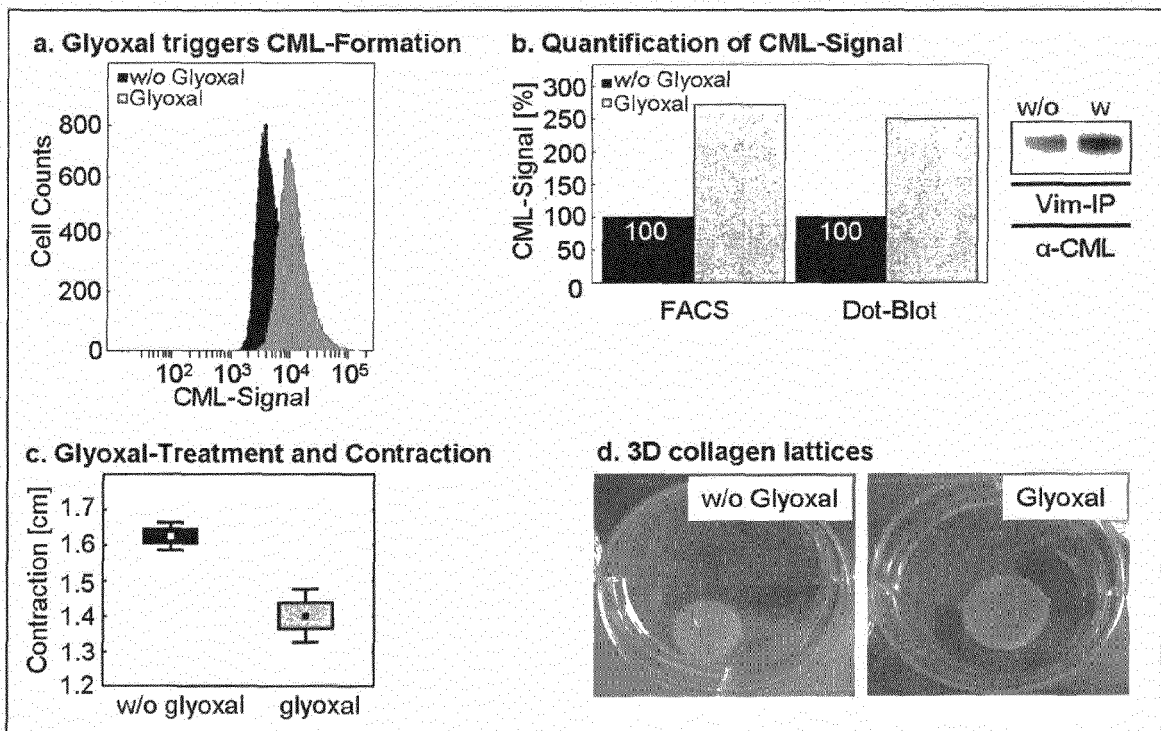 a. Glyoxal triggers CML-Formation
w/o Glyoxal
Glyoxal
Cell Counts
800
600
400
200
0
10² 10³ 10⁴ 10⁵
CML-Signal
b. Quantification of CML-Signal
w/o Glyoxal
Glyoxal
CML-Signal [%]
300
250
200
150
100
50
0
100
100
FACS Dot-Blot
w/o w
Vim-IP
α-CML
c. Glyoxal-Treatment and Contraction
Contraction [cm]
1.7
1.6
1.5
1.4
1.3
1.2
w/o glyoxal glyoxal
d. 3D collagen lattices
w/o Glyoxal
Glyoxal